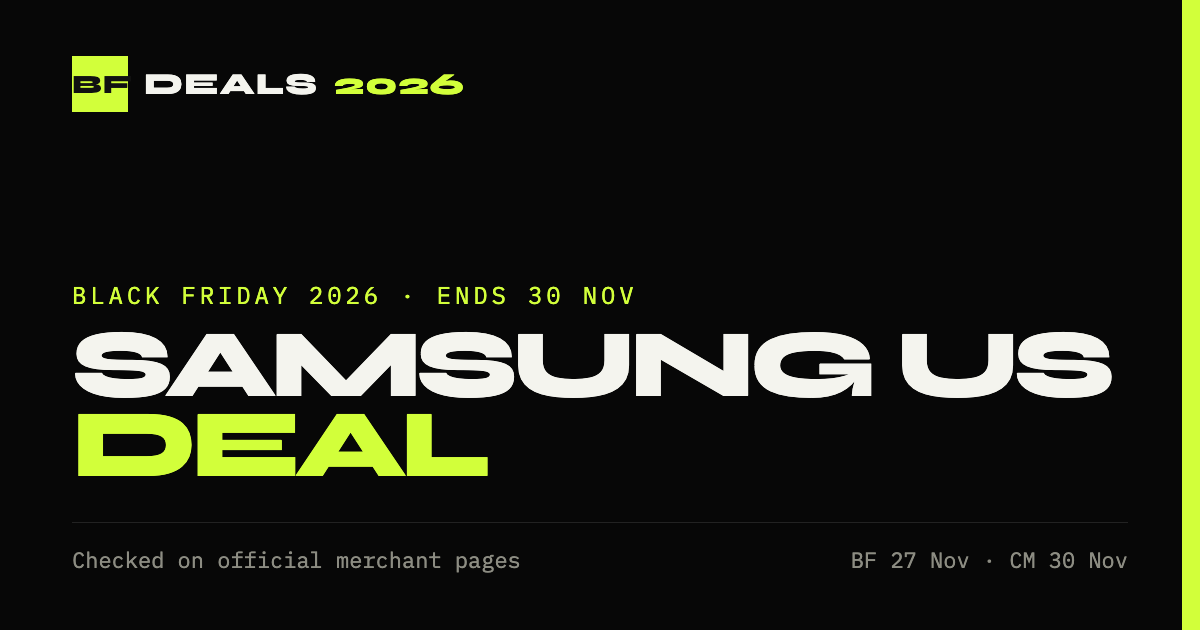 BF DEALS 2026
BLACK FRIDAY 2026 · ENDS 30 NOV
SAMSUNG US
DEAL
Checked on official merchant pages
BF 27 Nov · CM 30 Nov